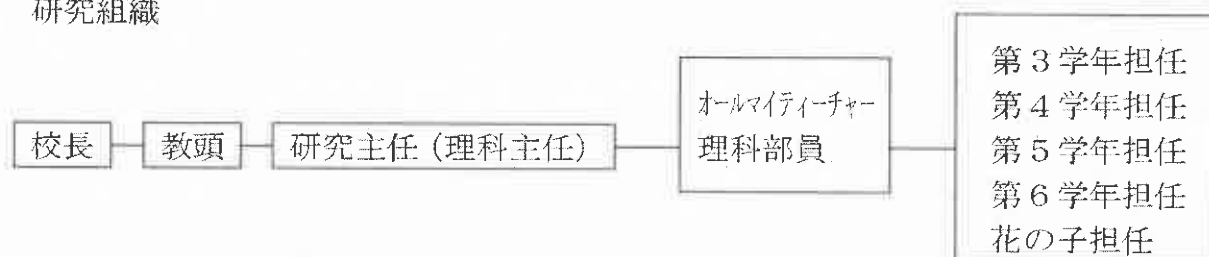 研究組織
校長
教頭
研究主任(理科主任)
オールマイティーチャー
理科部員
第3学年担任
第4学年担任
第5学年担任
第6学年担任
花の子担任